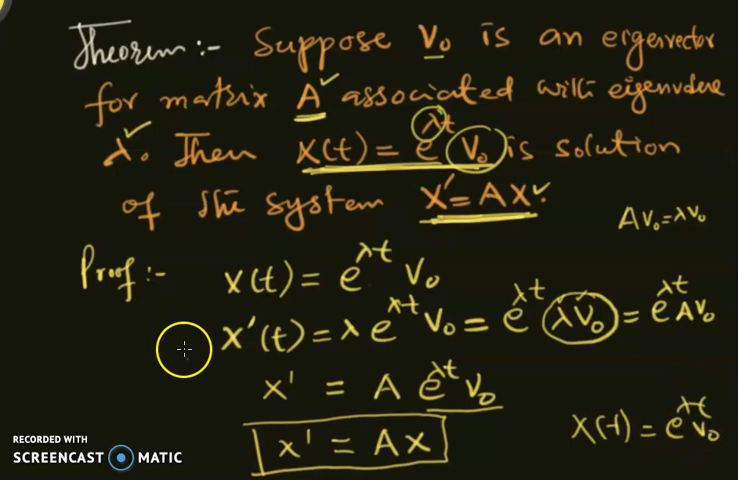 Theorem:- Suppose V₀ is an eigenvector
for matrix A associated with eigenvalue
λ. Then X(t) = e^{λt} V₀ is solution
of the system X' = AX.
AV₀ = λV₀
Proof:- X(t) = e^{λt} V₀
X'(t) = λ e^{λt} V₀ = e^{λt} λV₀ = e^{λt} AV₀
X' = A e^{λt} V₀
X' = AX
X(t) = e^{λt} V₀
RECORDED WITH
SCREENCAST MATIC